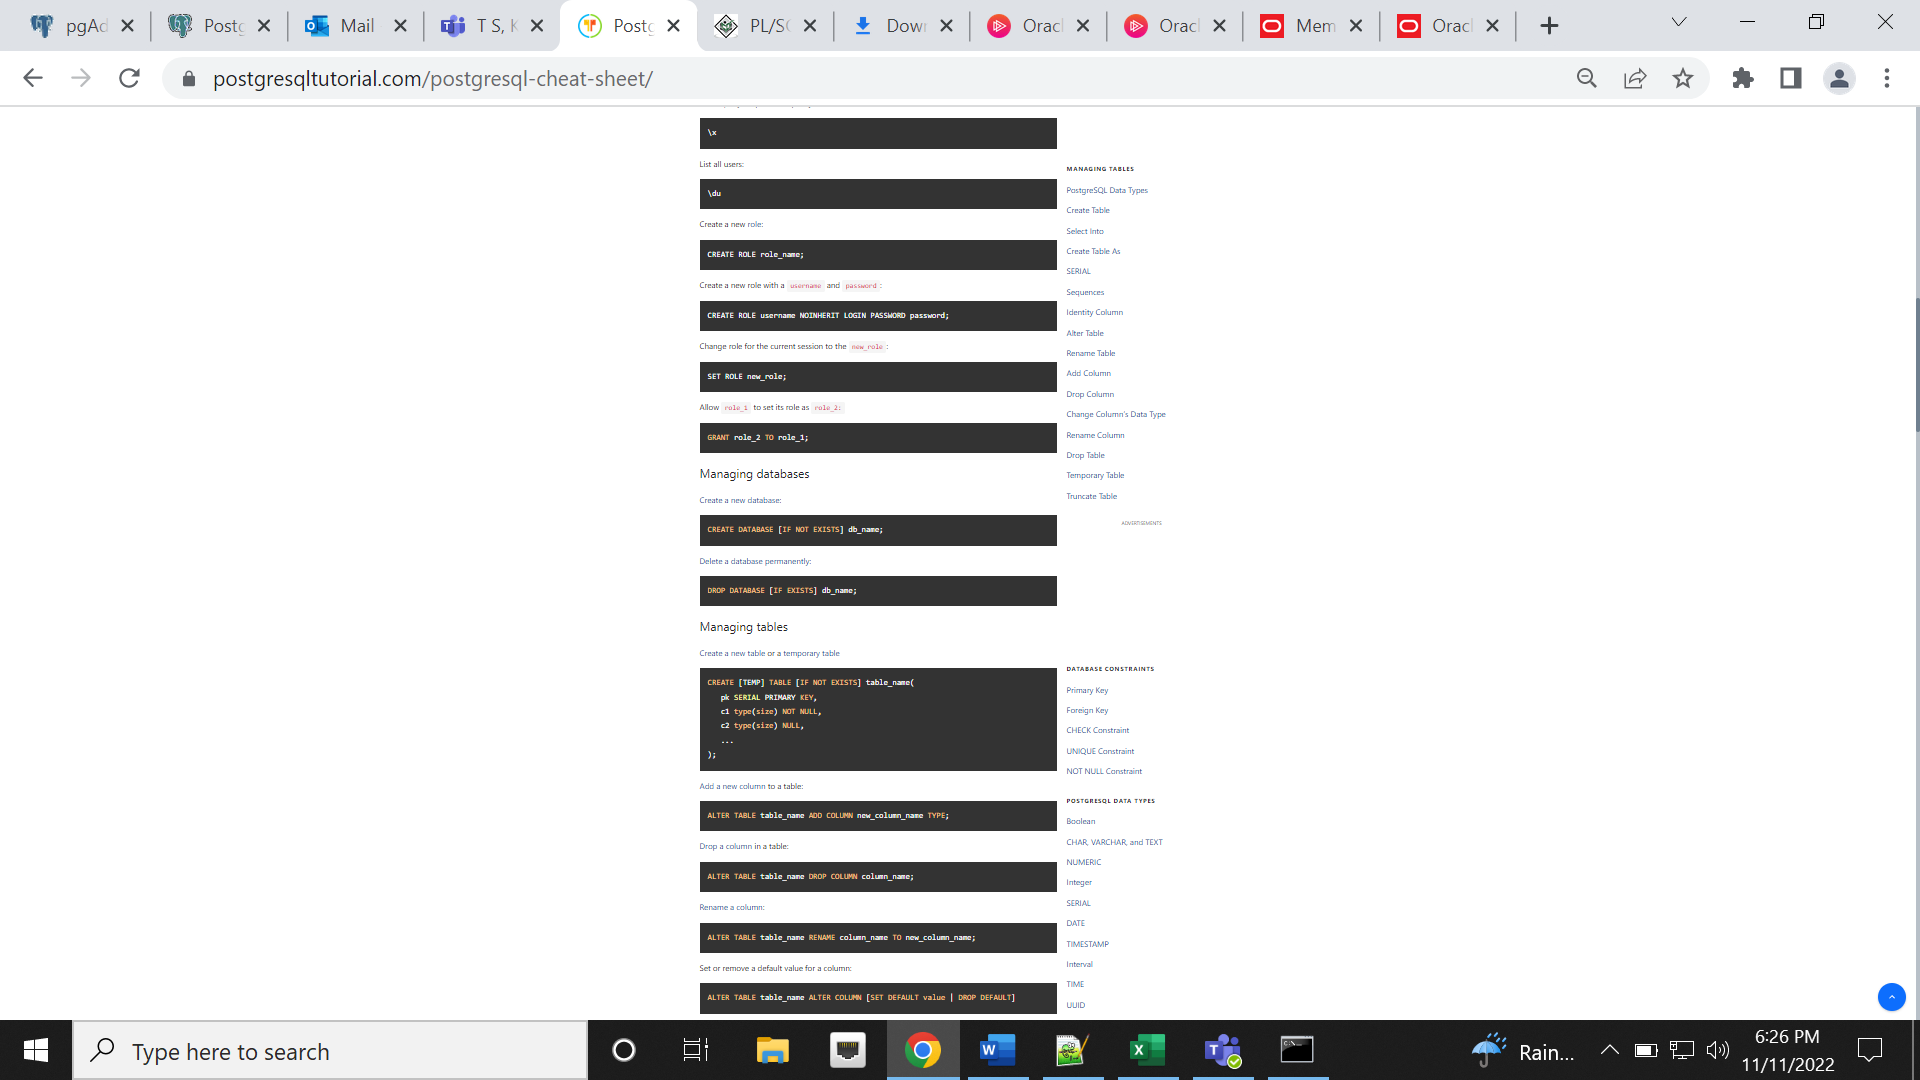 pgAd
Postg
Mail
T S, K
Postg
PL/SQ
Down
Oracl
Oracl
Mem
Oracl
postgresqltutorial.com/postgresql-cheat-sheet/
\x
List all users:
\du
Create a new role:
CREATE ROLE role_name;
Create a new role with a username and password :
CREATE ROLE username NOINHERIT LOGIN PASSWORD password;
Change role for the current session to the new_role :
SET ROLE new_role;
Allow role_1 to set its role as role_2:
GRANT role_2 TO role_1;
Managing databases
Create a new database:
CREATE DATABASE [IF NOT EXISTS] db_name;
Delete a database permanently:
DROP DATABASE [IF EXISTS] db_name;
Managing tables
Create a new table or a temporary table
CREATE [TEMP] TABLE [IF NOT EXISTS] table_name(
pk SERIAL PRIMARY KEY,
c1 type(size) NOT NULL,
c2 type(size) NULL,
...
);
Add a new column to a table:
ALTER TABLE table_name ADD COLUMN new_column_name TYPE;
Drop a column in a table:
ALTER TABLE table_name DROP COLUMN column_name;
Rename a column:
ALTER TABLE table_name RENAME column_name TO new_column_name;
Set or remove a default value for a column:
ALTER TABLE table_name ALTER COLUMN [SET DEFAULT value | DROP DEFAULT]
MANAGING TABLES
PostgreSQL Data Types
Create Table
Select Into
Create Table As
SERIAL
Sequences
Identity Column
Alter Table
Rename Table
Add Column
Drop Column
Change Column's Data Type
Rename Column
Drop Table
Temporary Table
Truncate Table
ADVERTISEMENTS
DATABASE CONSTRAINTS
Primary Key
Foreign Key
CHECK Constraint
UNIQUE Constraint
NOT NULL Constraint
POSTGRESQL DATA TYPES
Boolean
CHAR, VARCHAR, and TEXT
NUMERIC
Integer
SERIAL
DATE
TIMESTAMP
Interval
TIME
UUID
Type here to search
Rain...
6:26 PM
11/11/2022